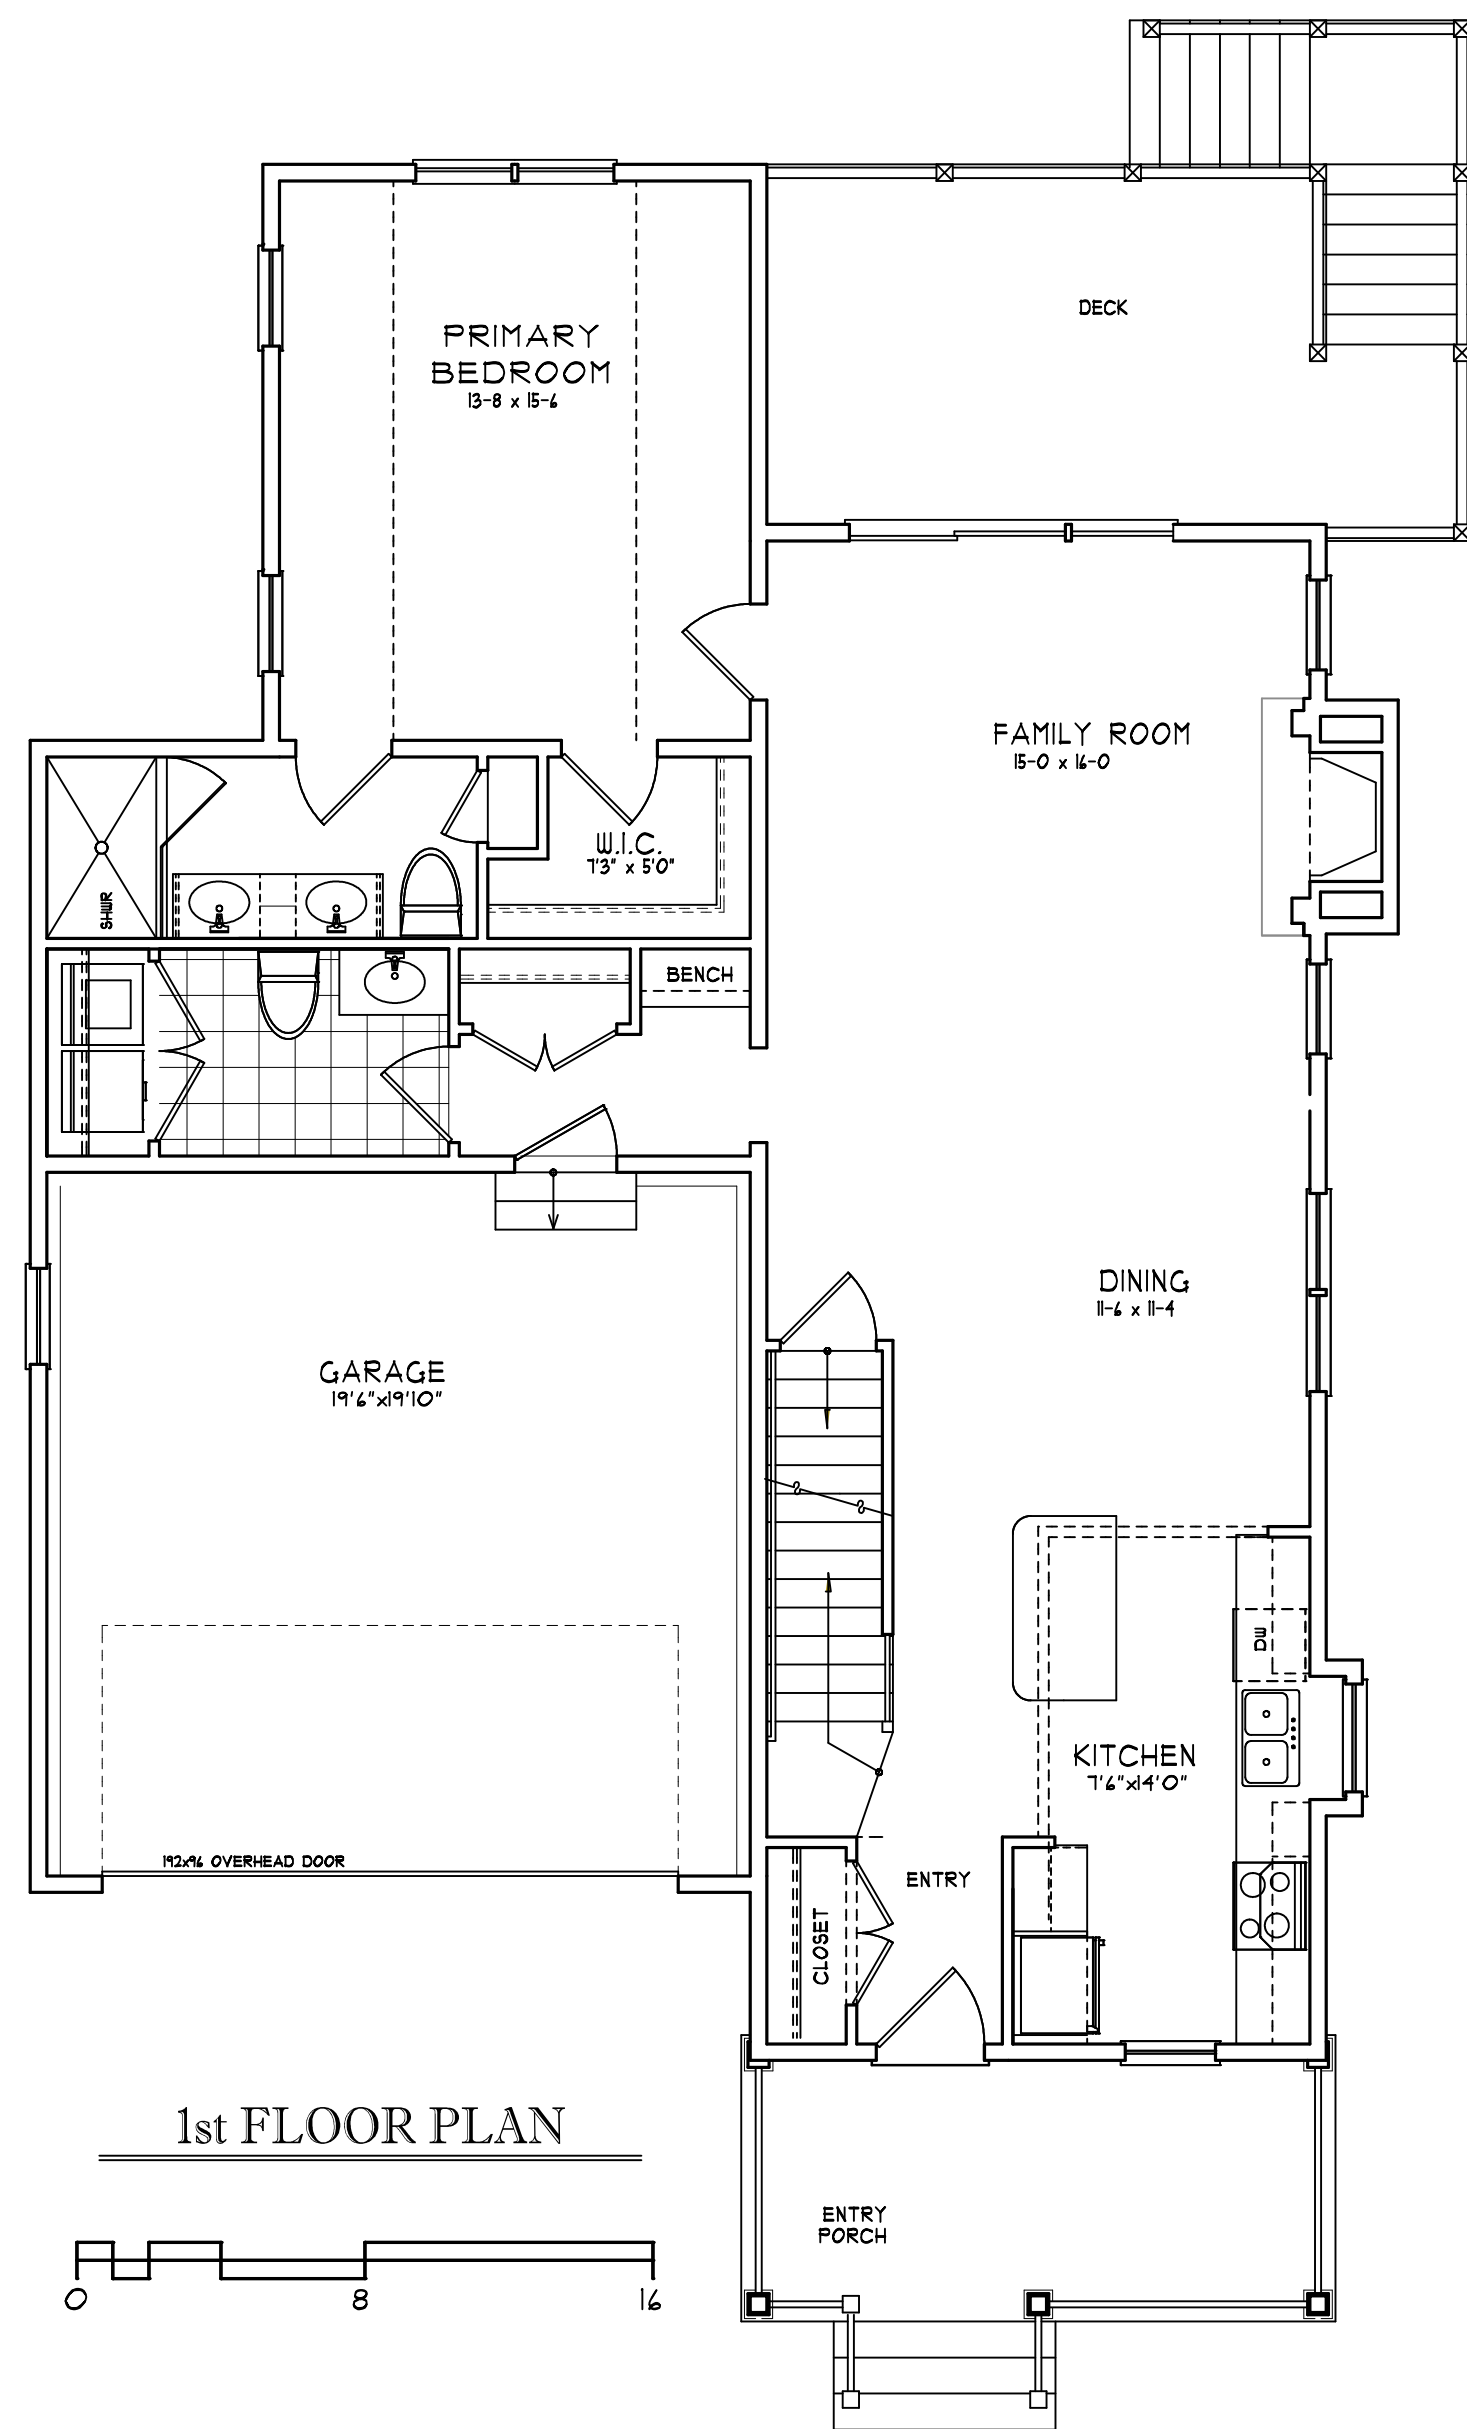 PRIMARY
BEDROOM
13-8 x 15-6
DECK
FAMILY ROOM
15-0 x 16-0
W.I.C.
7'3" x 5'0"
SHWR
BENCH
DINING
11-6 x 11-4
GARAGE
19'6"x19'10"
DW
KITCHEN
7'6"x14'0"
192x96 OVERHEAD DOOR
ENTRY
CLOSET
1st FLOOR PLAN
ENTRY
PORCH
0 8 16